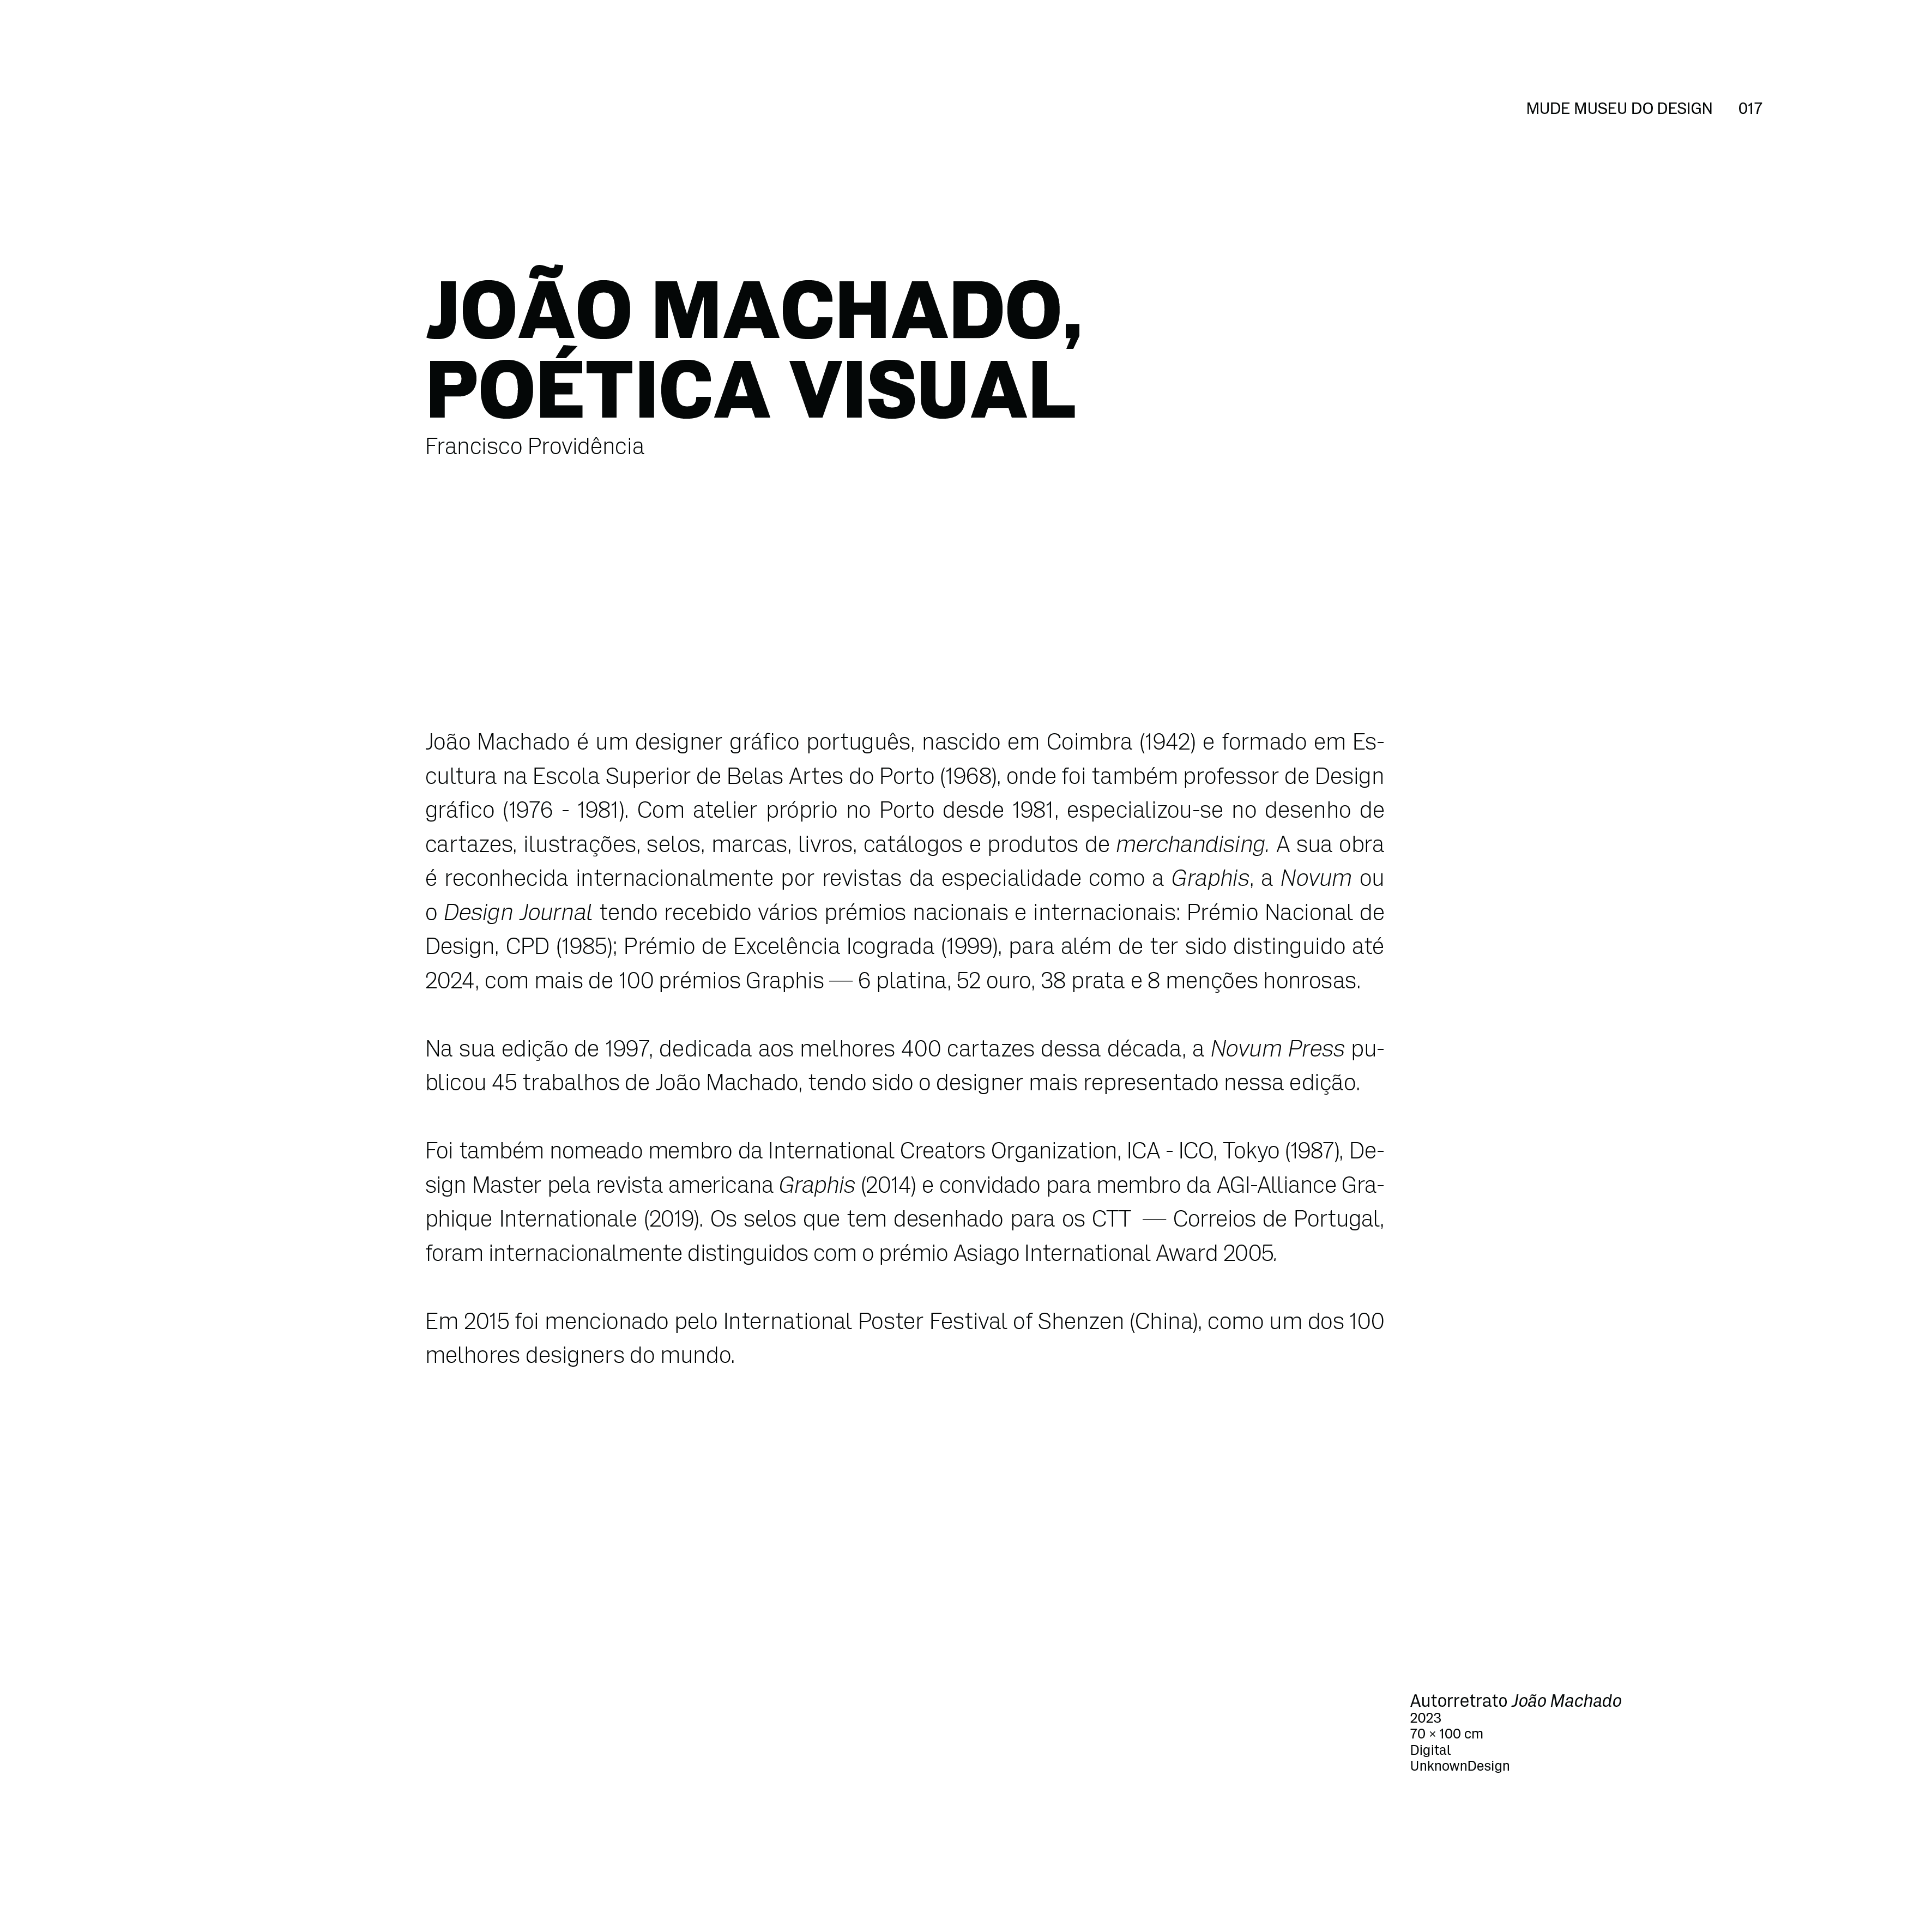 MUDE MUSEU DO DESIGN 017
JOÃO MACHADO,
POÉTICA VISUAL
Francisco Providência
João Machado é um designer gráfico português, nascido em Coimbra (1942) e formado em Es-
cultura na Escola Superior de Belas Artes do Porto (1968), onde foi também professor de Design
gráfico (1976 - 1981). Com atelier próprio no Porto desde 1981, especializou-se no desenho de
cartazes, ilustrações, selos, marcas, livros, catálogos e produtos de merchandising. A sua obra
é reconhecida internacionalmente por revistas da especialidade como a Graphis, a Novum ou
o Design Journal tendo recebido vários prémios nacionais e internacionais: Prémio Nacional de
Design, CPD (1985); Prémio de Excelência Icograda (1999), para além de ter sido distinguido até
2024, com mais de 100 prémios Graphis — 6 platina, 52 ouro, 38 prata e 8 menções honrosas.
Na sua edição de 1997, dedicada aos melhores 400 cartazes dessa década, a Novum Press pu-
blicou 45 trabalhos de João Machado, tendo sido o designer mais representado nessa edição.
Foi também nomeado membro da International Creators Organization, ICA - ICO, Tokyo (1987), De-
sign Master pela revista americana Graphis (2014) e convidado para membro da AGI-Alliance Gra-
phique Internationale (2019). Os selos que tem desenhado para os CTT — Correios de Portugal,
foram internacionalmente distinguidos com o prémio Asiago International Award 2005.
Em 2015 foi mencionado pelo International Poster Festival of Shenzen (China), como um dos 100
melhores designers do mundo.
Autorretrato João Machado
2023
70 × 100 cm
Digital
UnknownDesign